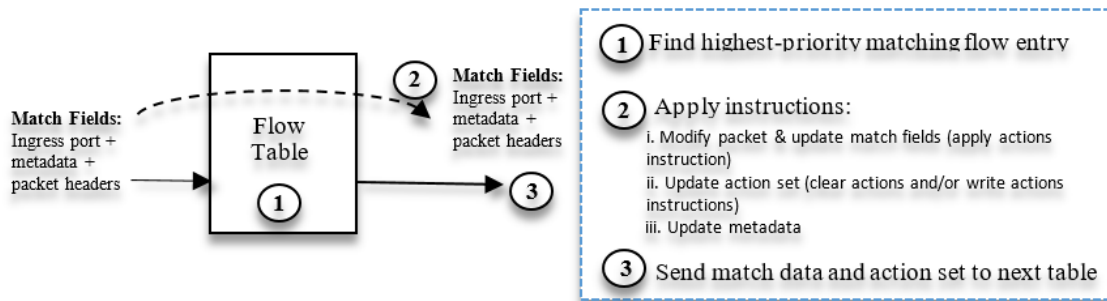 Match Fields:
Ingress port +
metadata +
packet headers
Flow
Table
1
2
Match Fields:
Ingress port +
metadata +
packet headers
3
1 Find highest-priority matching flow entry
2 Apply instructions:
i. Modify packet & update match fields (apply actions
instruction)
ii. Update action set (clear actions and/or write actions
instructions)
iii. Update metadata
3 Send match data and action set to next table